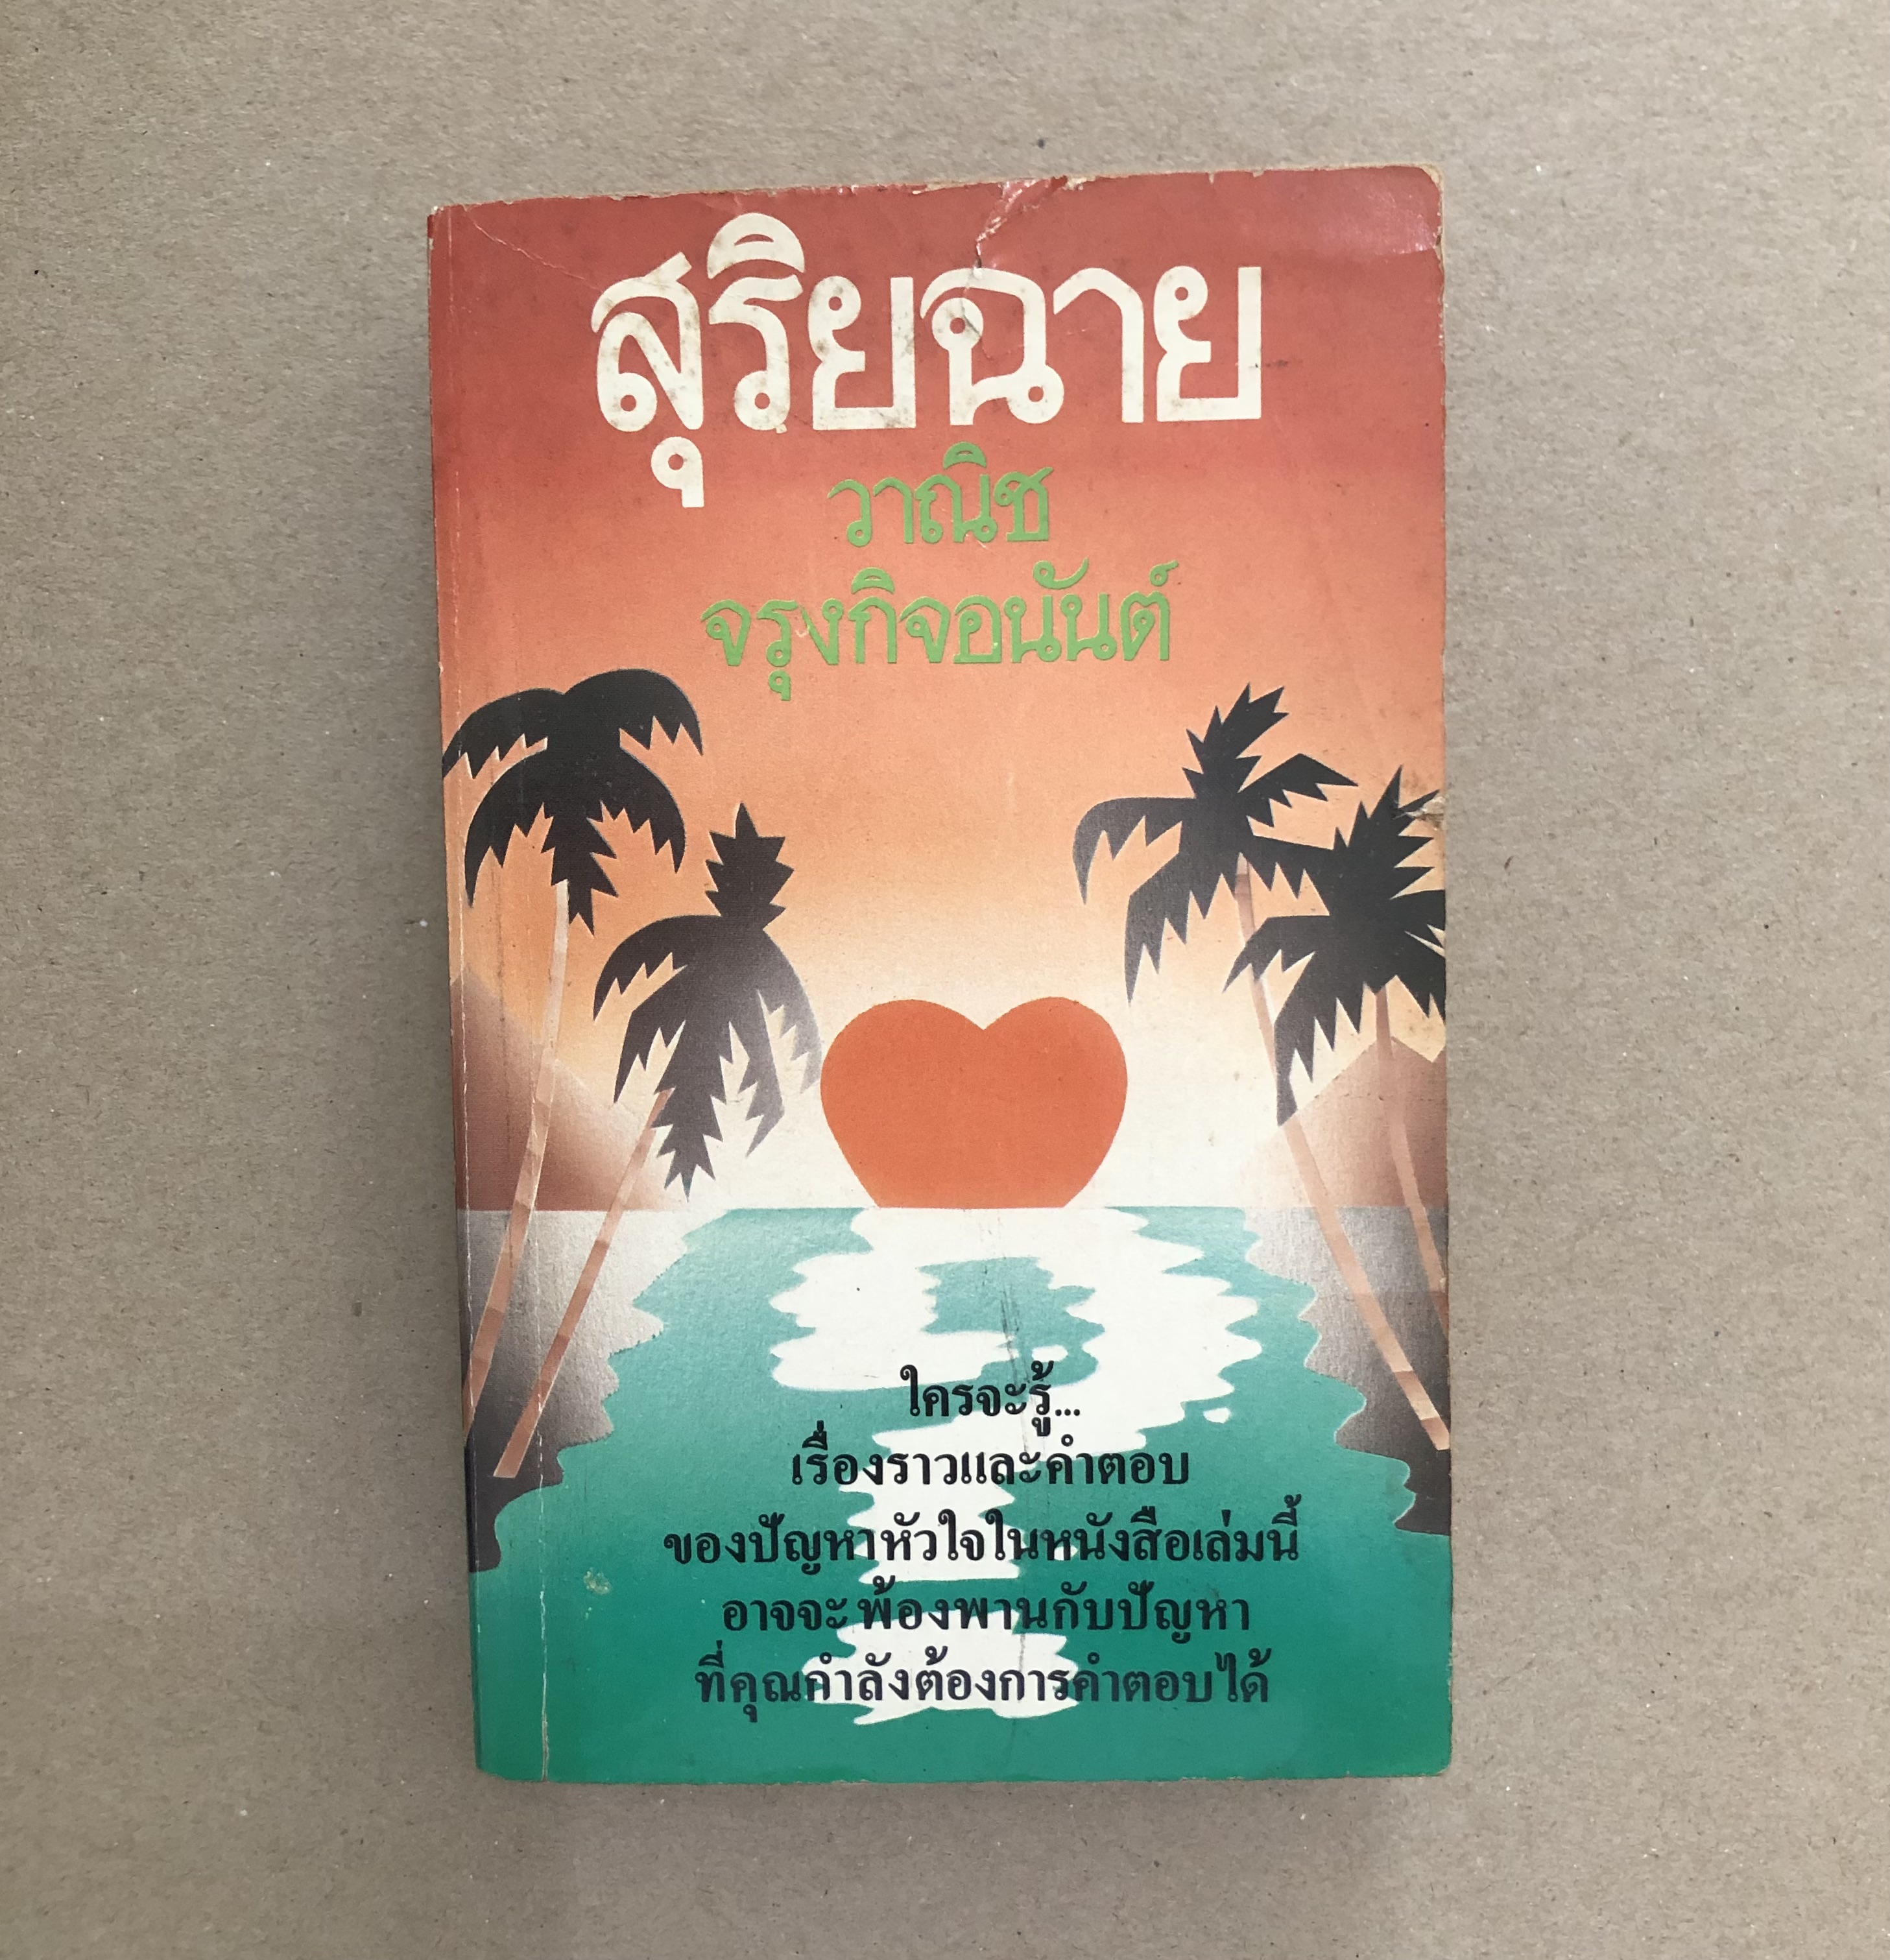 สุริยฉาย
วาณิช
จรุงกิจอนันต์
ใครจะรู้...
เรื่องราวและคำตอบ
ของปัญหาหัวใจในหนังสือเล่มนี้
อาจจะพ้องพานกับปัญหา
ที่คุณกำลังต้องการคำตอบได้